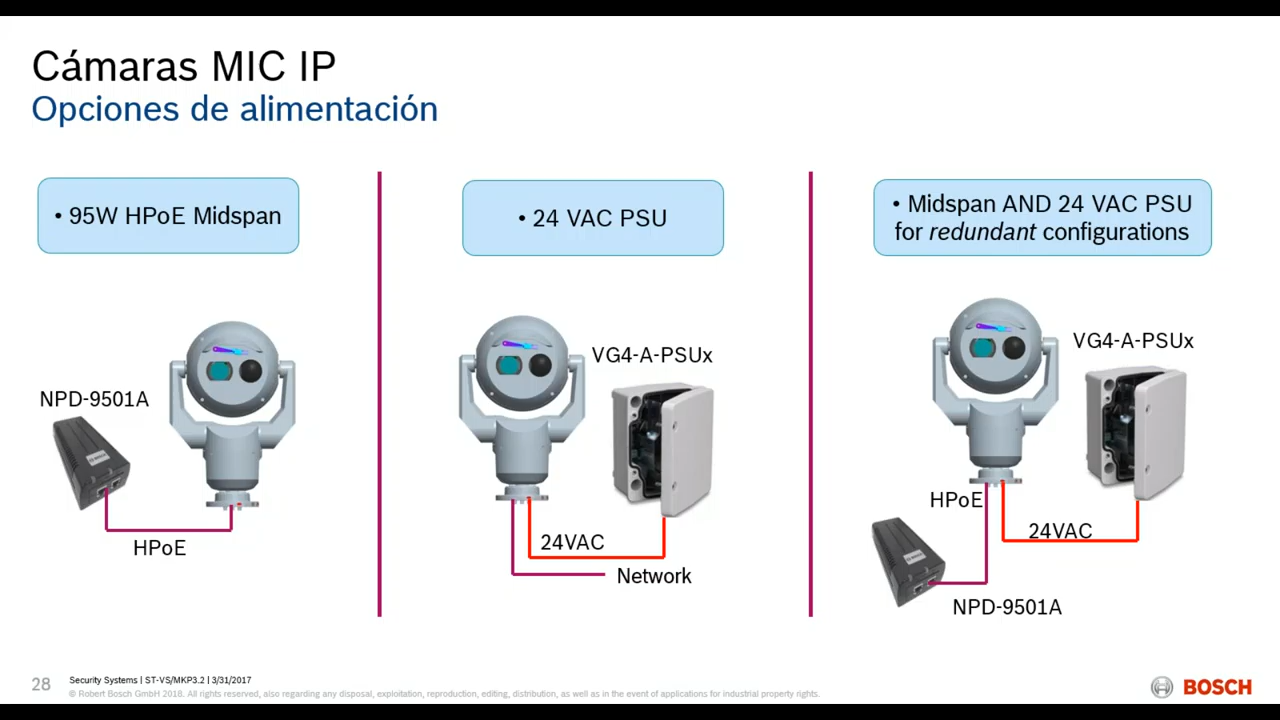 Cámaras MIC IP
Opciones de alimentación
• 95W HPoE Midspan
NPD-9501A
HPoE
• 24 VAC PSU
VG4-A-PSUx
24VAC
Network
• Midspan AND 24 VAC PSU
for redundant configurations
VG4-A-PSUx
HPoE
24VAC
NPD-9501A
28
Security Systems | ST-VS/MKP3.2 | 3/31/2017
© Robert Bosch GmbH 2018. All rights reserved, also regarding any disposal, exploitation, reproduction, editing, distribution, as well as in the event of applications for industrial property rights.
BOSCH